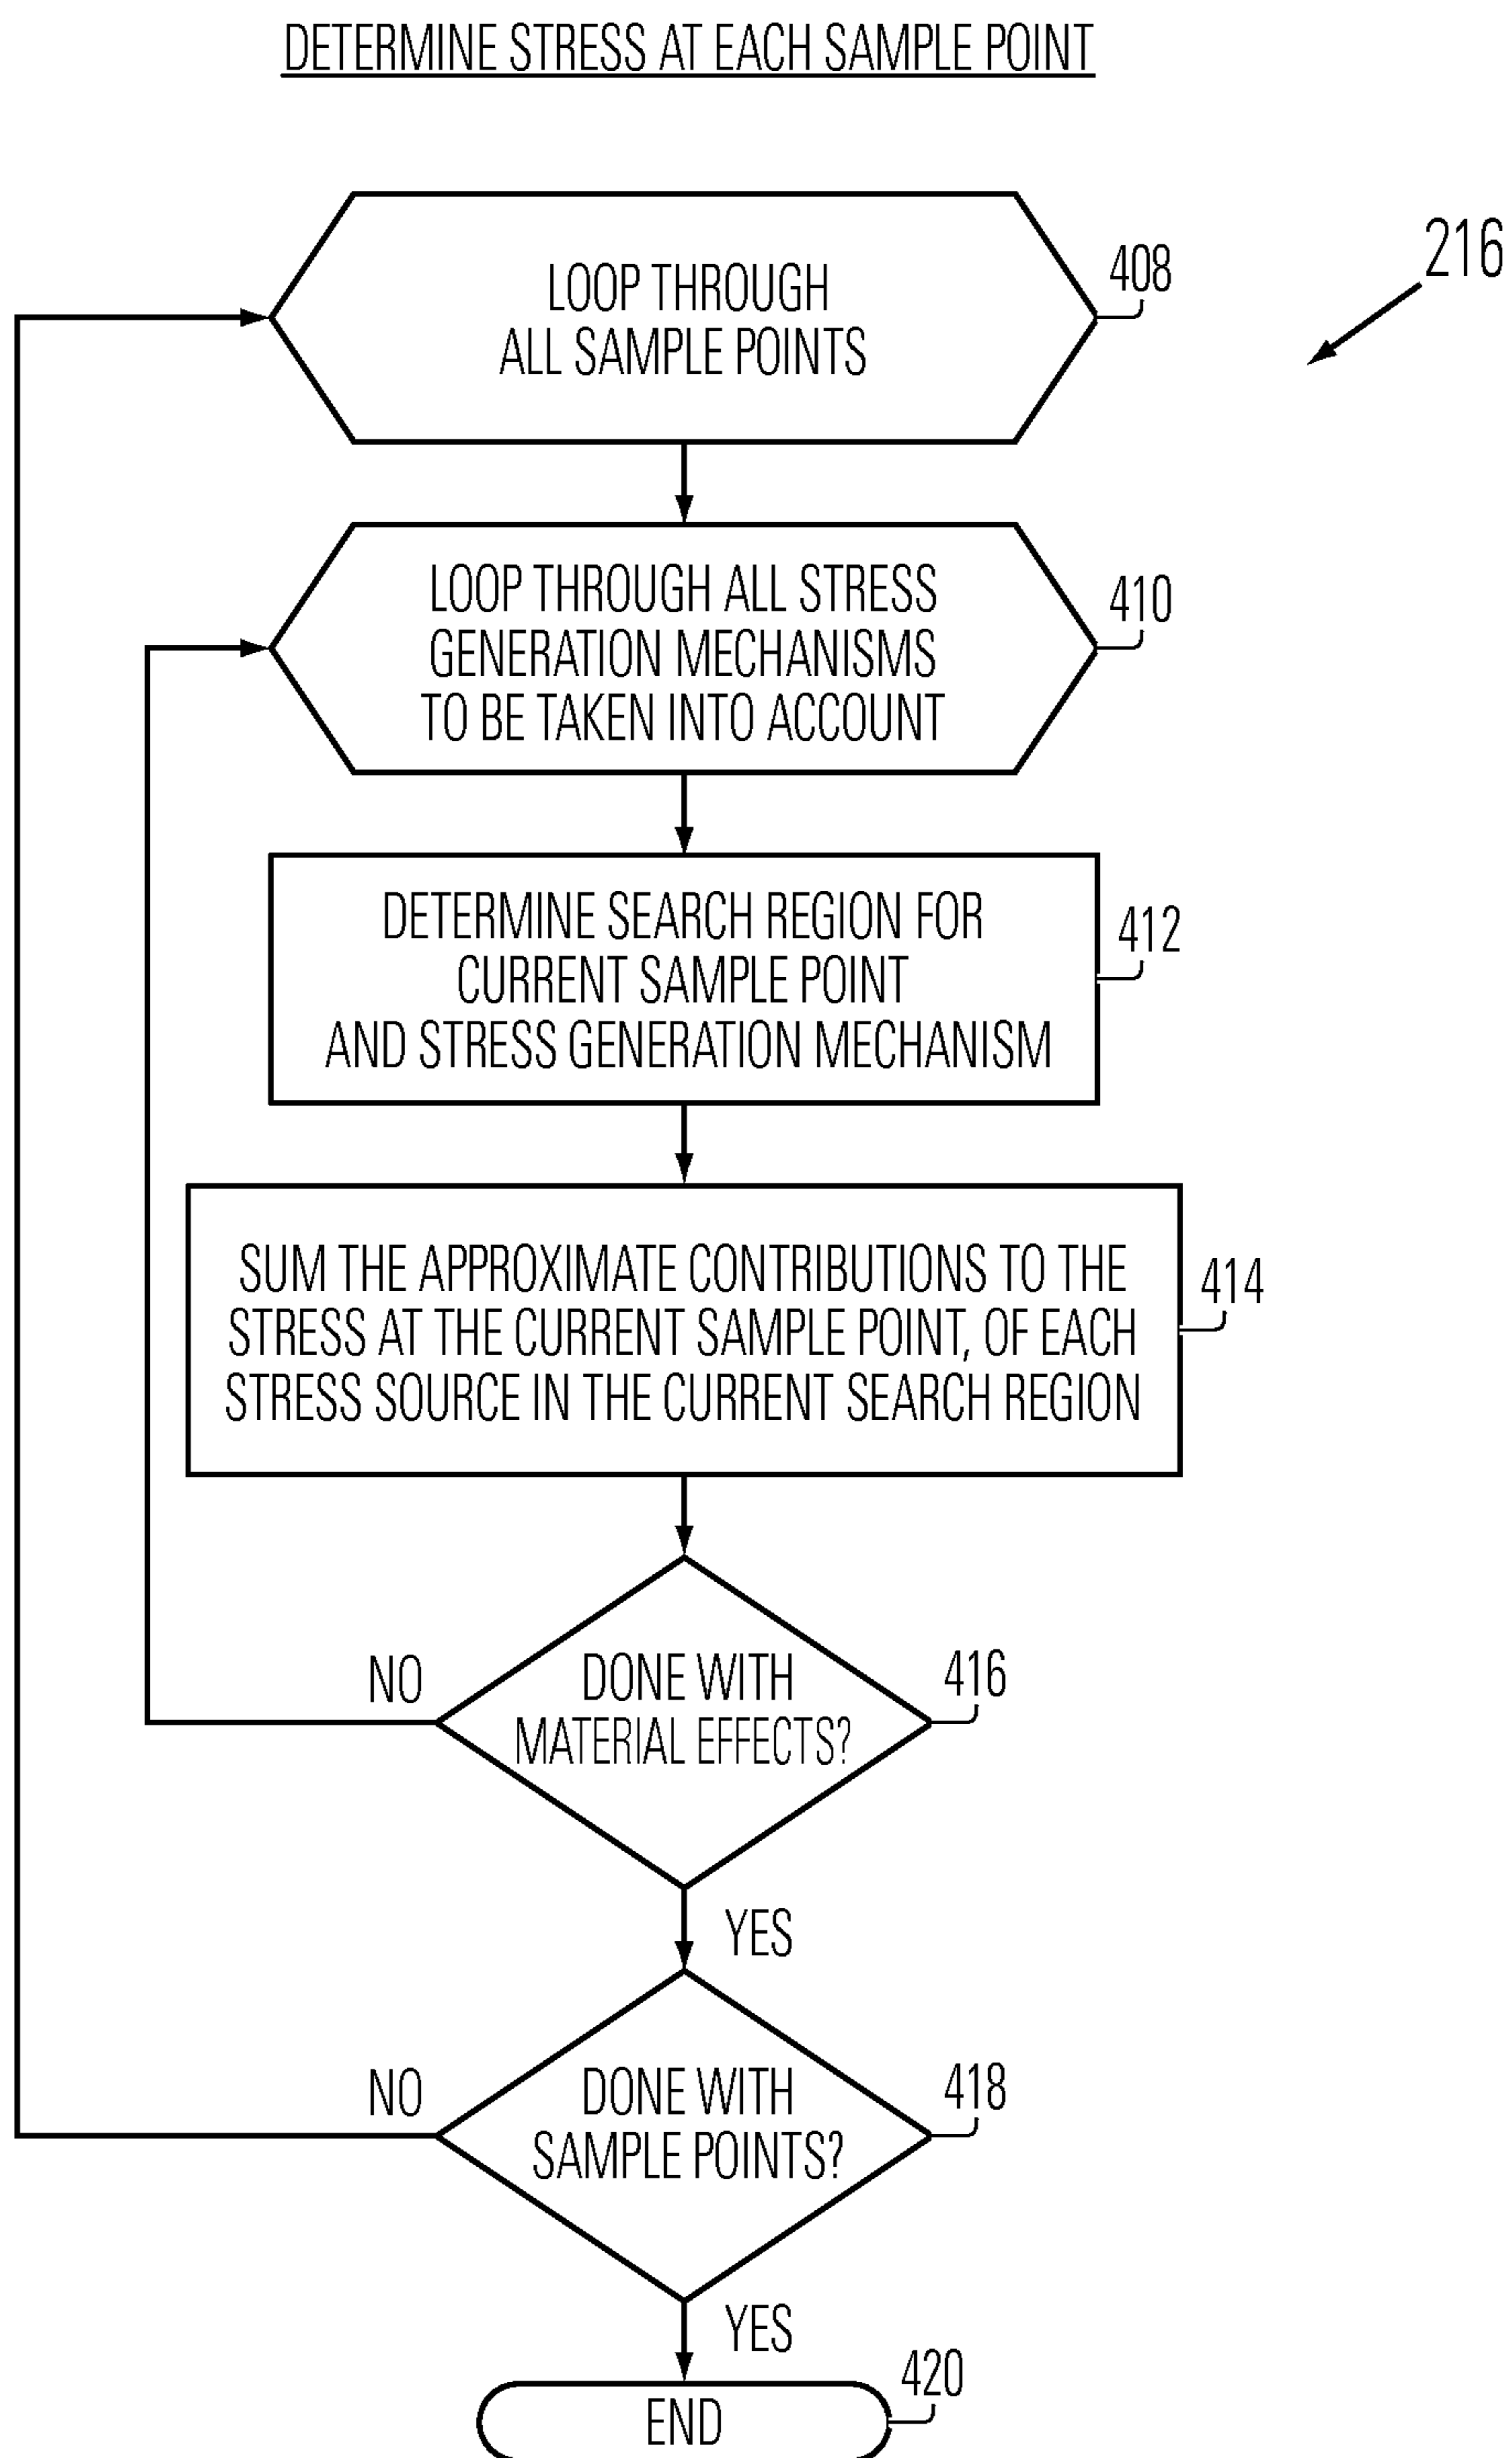 DETERMINE STRESS AT EACH SAMPLE POINT
216
LOOP THROUGH
ALL SAMPLE POINTS
408
LOOP THROUGH ALL STRESS
GENERATION MECHANISMS
TO BE TAKEN INTO ACCOUNT
410
DETERMINE SEARCH REGION FOR
CURRENT SAMPLE POINT
AND STRESS GENERATION MECHANISM
412
SUM THE APPROXIMATE CONTRIBUTIONS TO THE
STRESS AT THE CURRENT SAMPLE POINT, OF EACH
STRESS SOURCE IN THE CURRENT SEARCH REGION
414
NO
DONE WITH
MATERIAL EFFECTS?
416
YES
NO
DONE WITH
SAMPLE POINTS?
418
YES
END
420